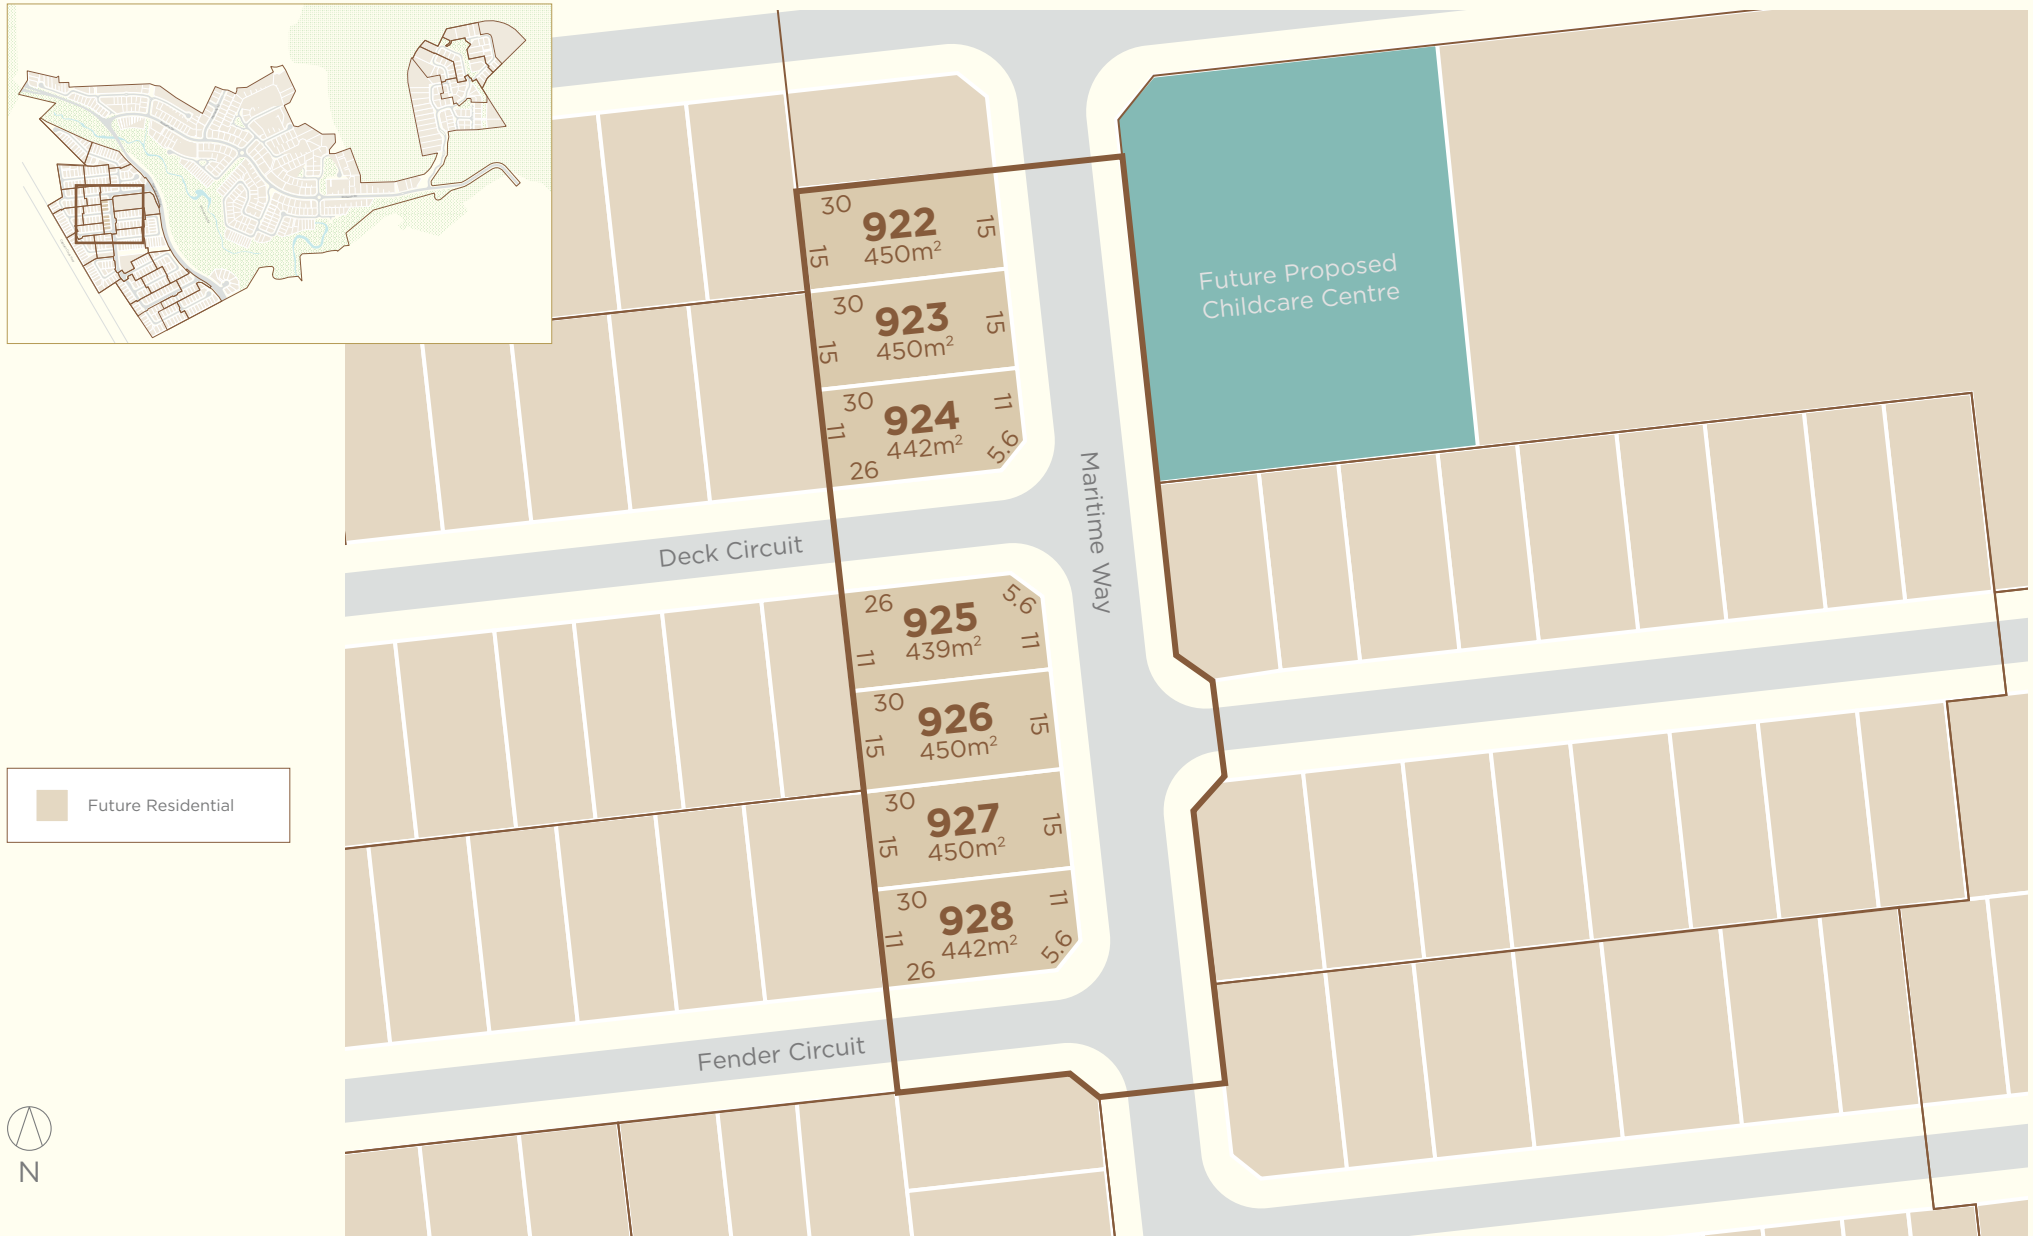 30
922
15
15
450m²
Future Proposed
Childcare Centre
30
923
15
15
450m²
30
924
11
11
442m²
5.6
26
Maritime Way
Deck Circuit
26
925
5.6
11
11
439m²
30
926
15
15
450m²
Future Residential
30
927
15
15
450m²
30
928
11
11
442m²
5.6
26
Fender Circuit
N